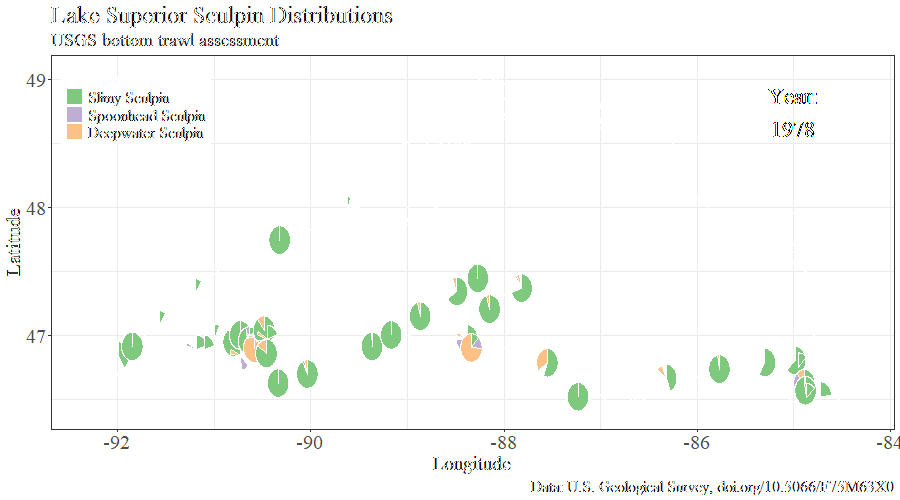 Lake Superior Sculpin Distributions
USGS bottom trawl assessment
49
Slimy Sculpin
Spoonhead Sculpin
Deepwater Sculpin
Year:
1978
48
47
Latitude
-92
-90
-88
-86
-84
Longitude
Data: U.S. Geological Survey, doi.org/10.5066/F75M63X0